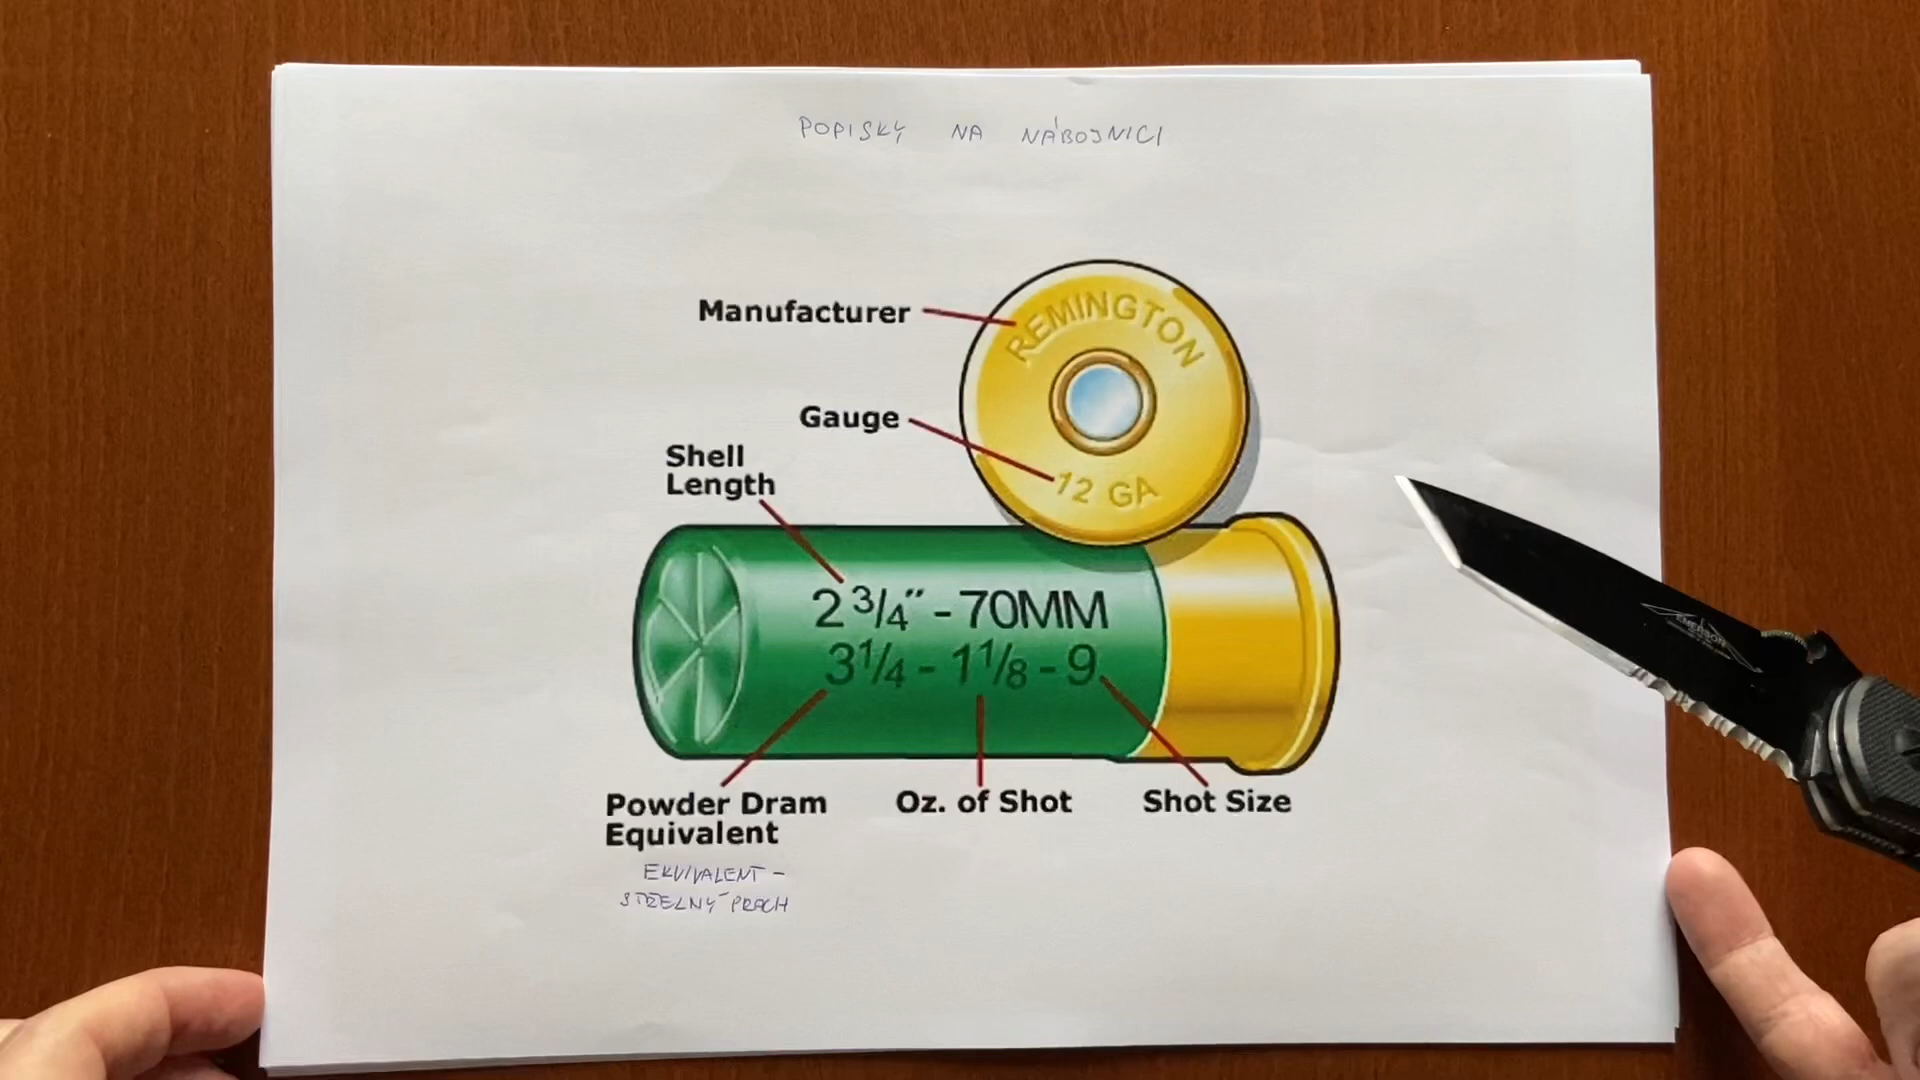 POPISKY NA NÁBOJNICI
Manufacturer
REMINGTON
Gauge
12 GA
Shell
Length
2 3/4" - 70MM
3 1/4 - 1 1/8 - 9
Powder Dram
Equivalent
Oz. of Shot
Shot Size
EKVIVALENT -
STŘELNÝ PRACH
EMERSON